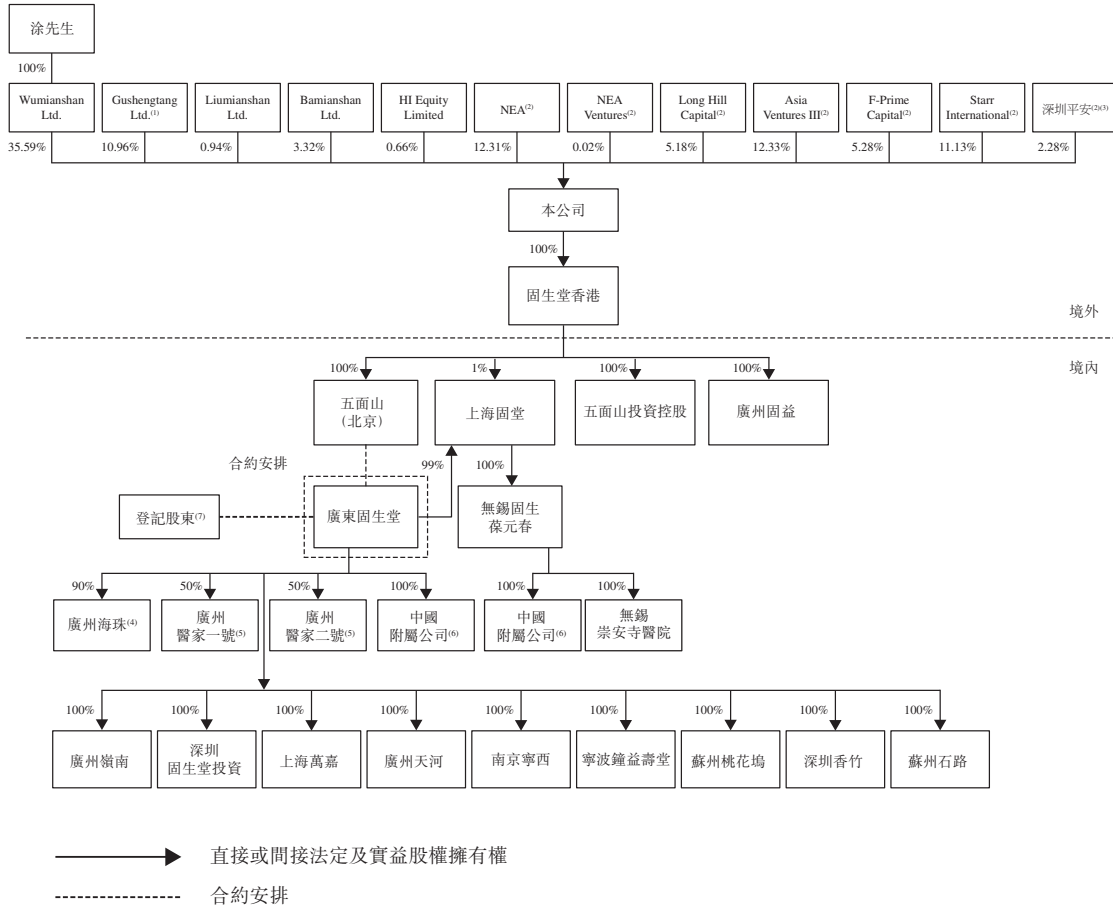 涂先生
100%
Wumianshan
Ltd.
Gushengtang
Ltd.(1)
Liumianshan
Ltd.
Bamianshan
Ltd.
HI Equity
Limited
NEA(2)
NEA
Ventures(2)
Long Hill
Capital(2)
Asia
Ventures III(2)
F-Prime
Capital(2)
Starr
International(2)
深圳平安(2)(3)
35.59%
10.96%
0.94%
3.32%
0.66%
12.31%
0.02%
5.18%
12.33%
5.28%
11.13%
2.28%
本公司
100%
固生堂香港
境外
境內
100%
1%
100%
100%
五面山
(北京)
上海固堂
五面山投資控股
廣州固益
合約安排
99%
100%
登記股東(7)
廣東固生堂
無錫固生
葆元春
90%
50%
50%
100%
100%
100%
廣州海珠(4)
廣州
醫家一號(5)
廣州
醫家二號(5)
中國
附屬公司(6)
中國
附屬公司(6)
無錫
崇安寺醫院
100%
100%
100%
100%
100%
100%
100%
100%
100%
廣州嶺南
深圳
固生堂投資
上海萬嘉
廣州天河
南京寧西
寧波鐘益壽堂
蘇州桃花塢
深圳香竹
蘇州石路
直接或間接法定及實益股權擁有權
合約安排